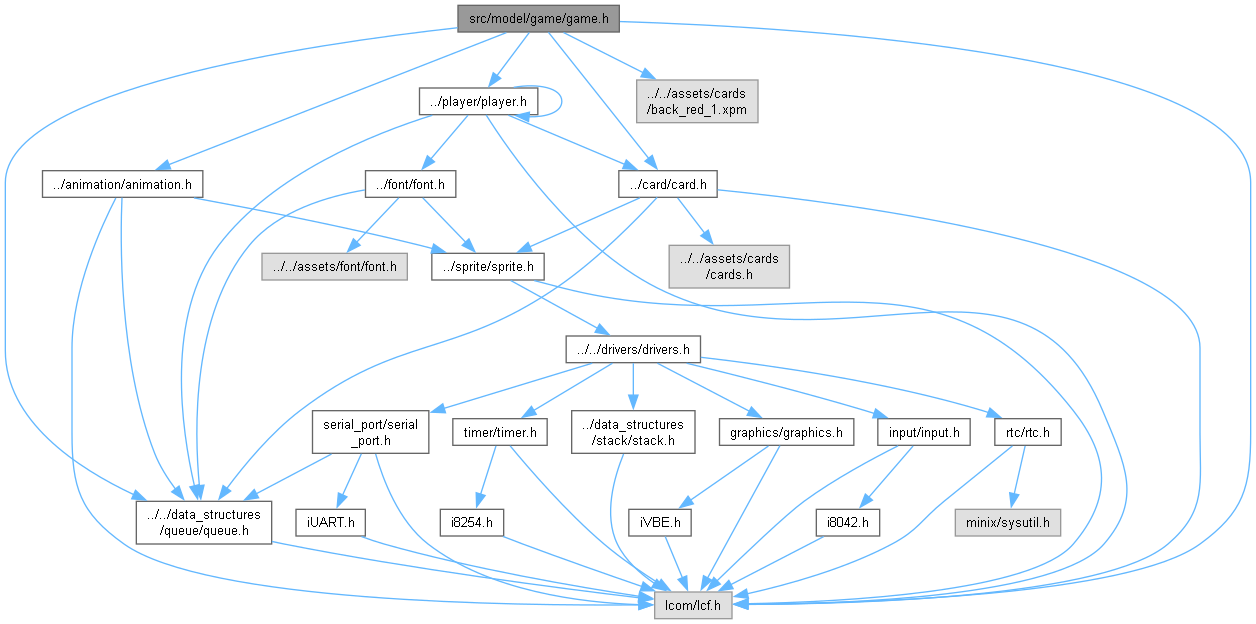 src/model/game/game.h
../player/player.h
../../assets/cards
/back_red_1.xpm
../animation/animation.h
../font/font.h
../card/card.h
../../assets/font/font.h
../sprite/sprite.h
../../assets/cards
/cards.h
../../drivers/drivers.h
serial_port/serial
_port.h
timer/timer.h
../data_structures
/stack/stack.h
graphics/graphics.h
input/input.h
rtc/rtc.h
../../data_structures
/queue/queue.h
iUART.h
i8254.h
iVBE.h
i8042.h
minix/sysutil.h
lcom/lcf.h